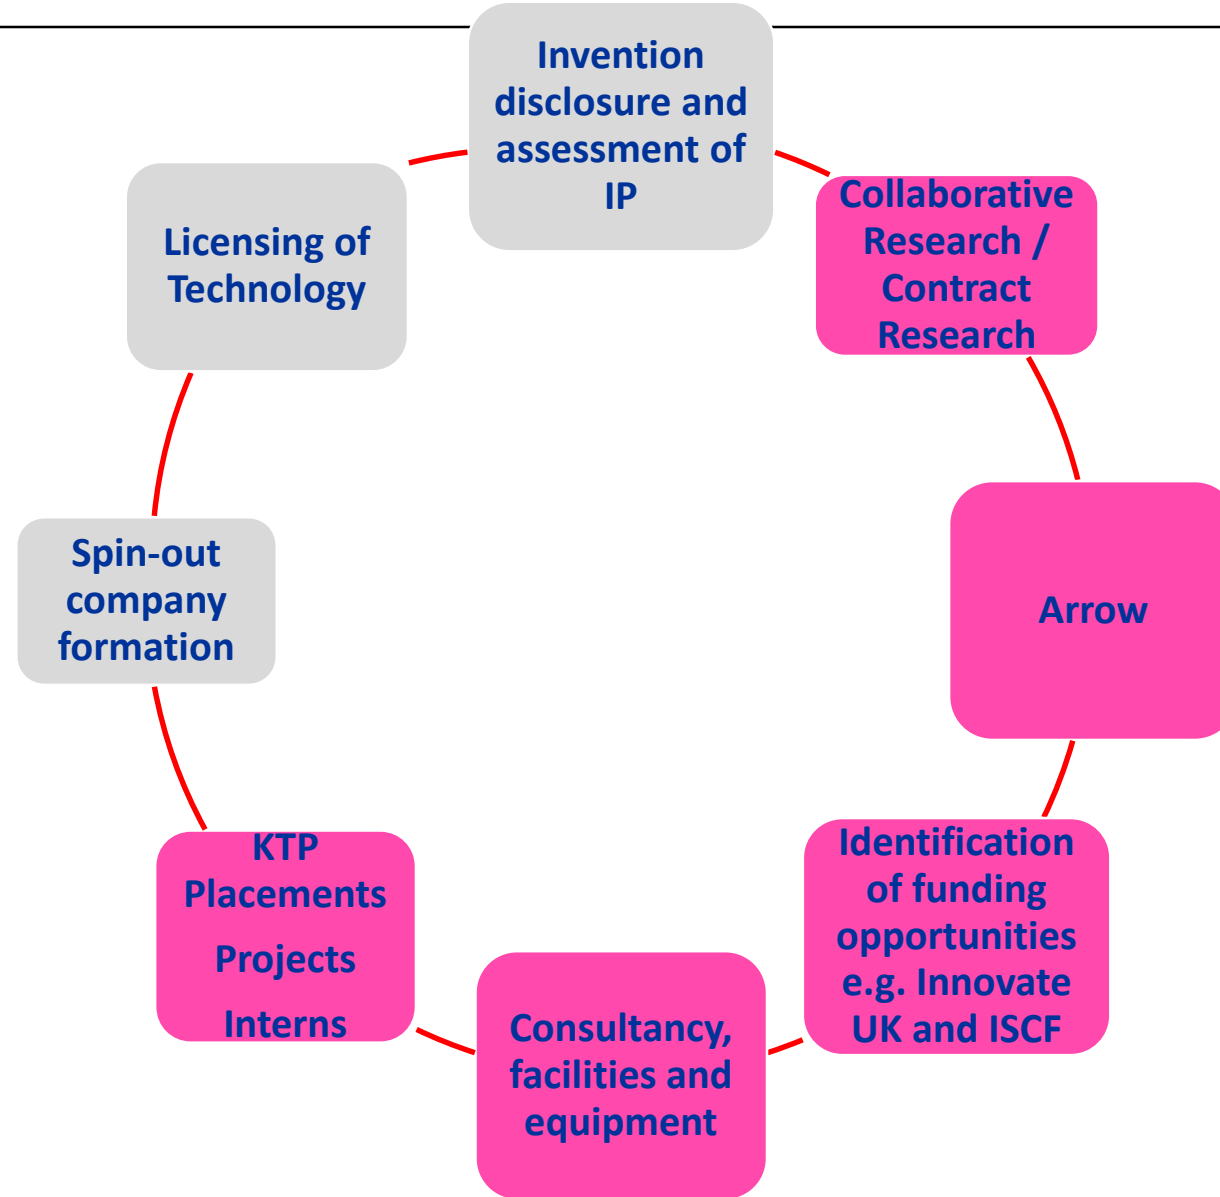 Invention
disclosure and
assessment of
IP
Collaborative
Research /
Contract
Research
Arrow
Identification
of funding
opportunities
e.g. Innovate
UK and ISCF
Consultancy,
facilities and
equipment
KTP
Placements
Projects
Interns
Spin-out
company
formation
Licensing of
Technology